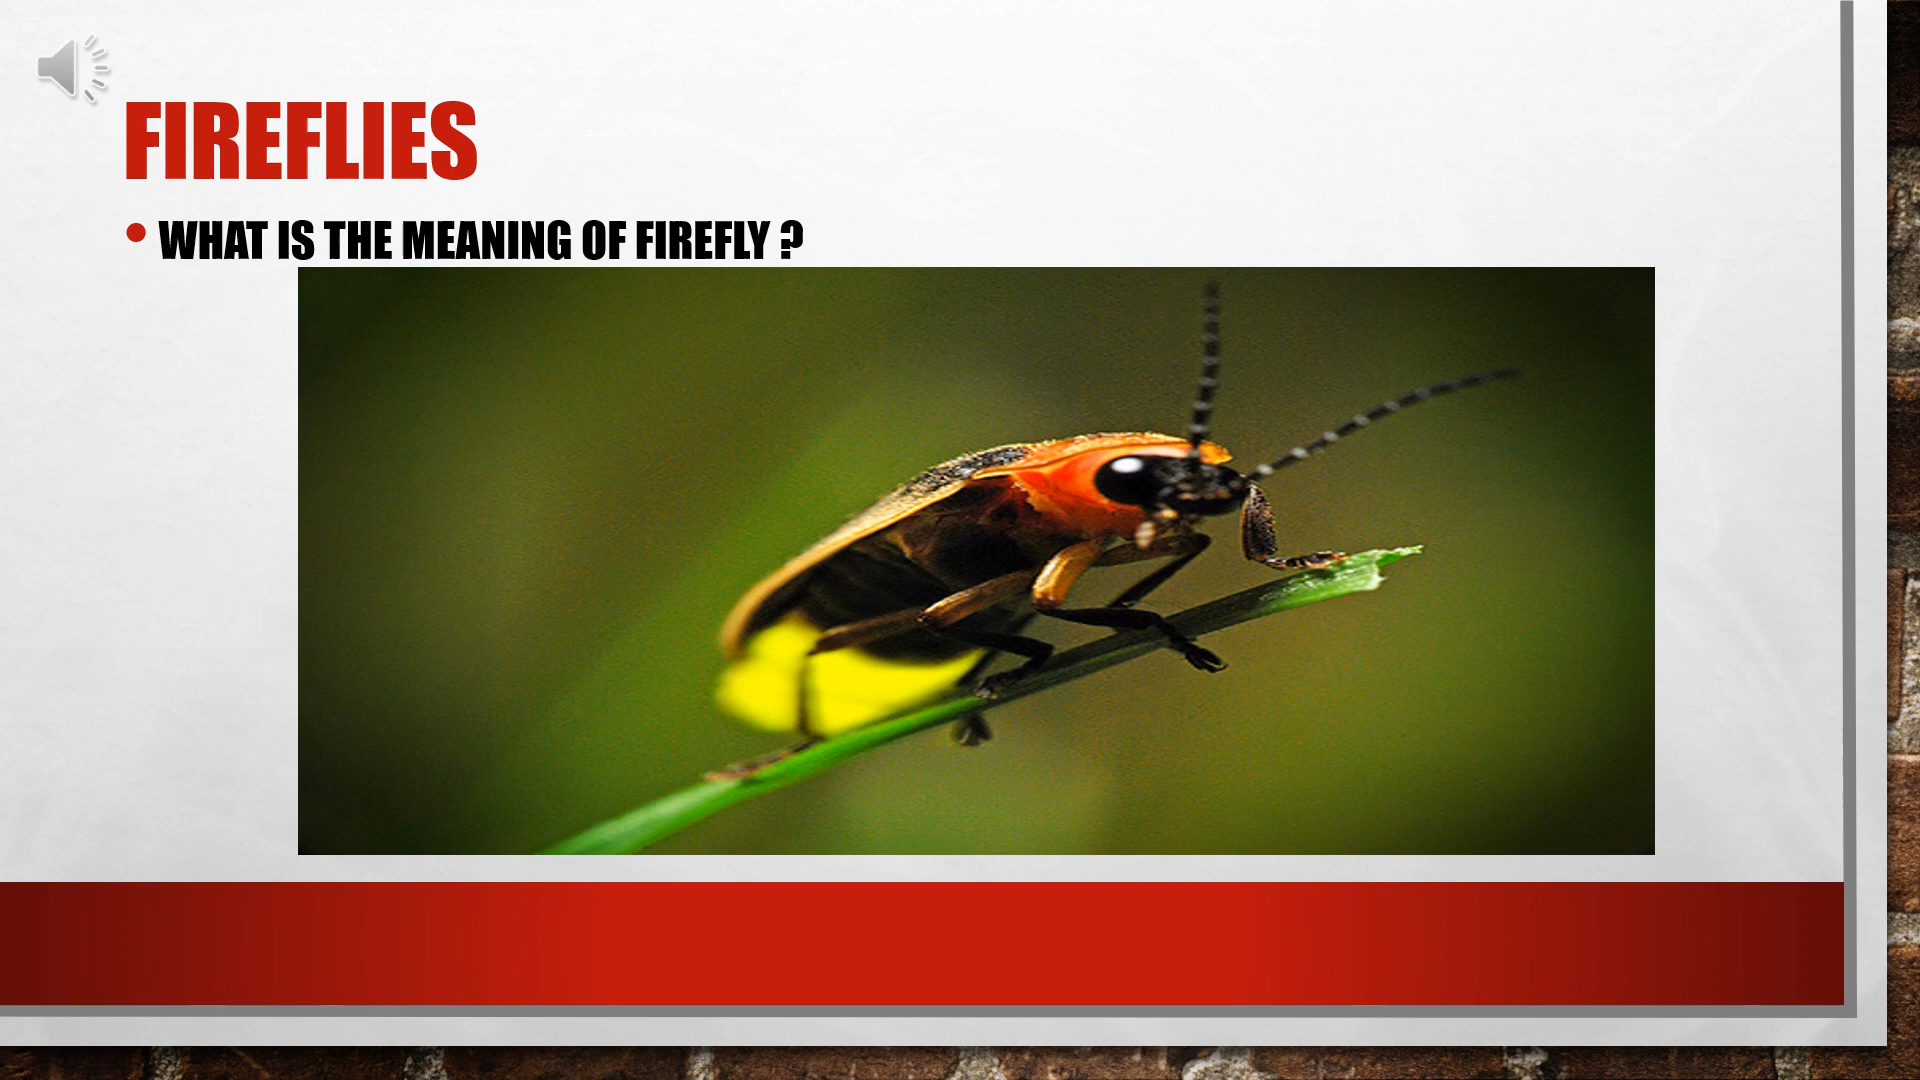 FIREFLIES
• WHAT IS THE MEANING OF FIREFLY ?